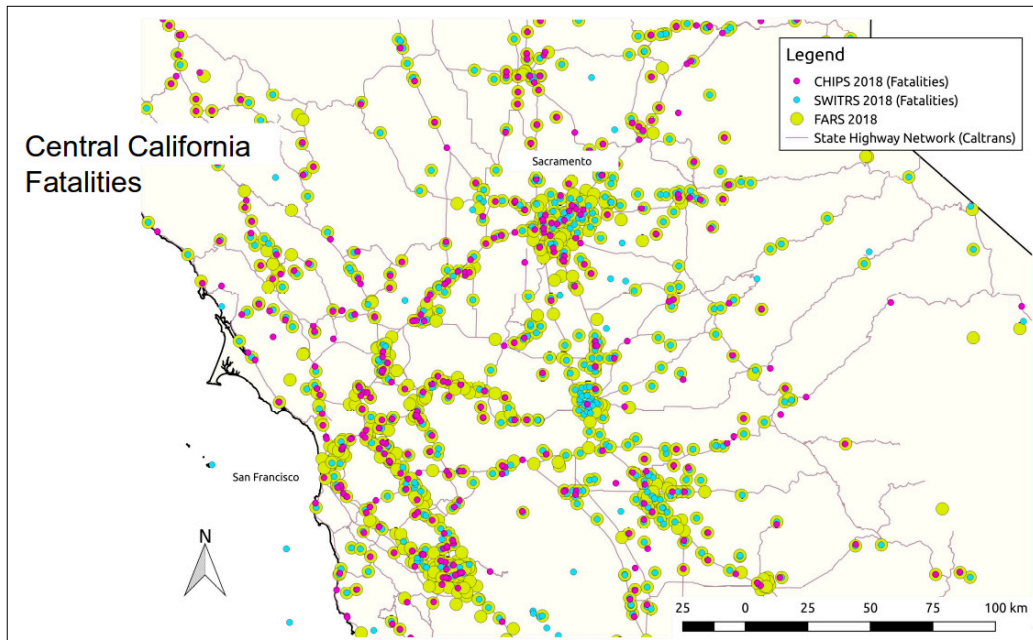 Legend
CHIPS 2018 (Fatalities)
SWITRS 2018 (Fatalities)
FARS 2018
State Highway Network (Caltrans)
Central California
Fatalities
Sacramento
San Francisco
N
25 0 25 50 75 100 km